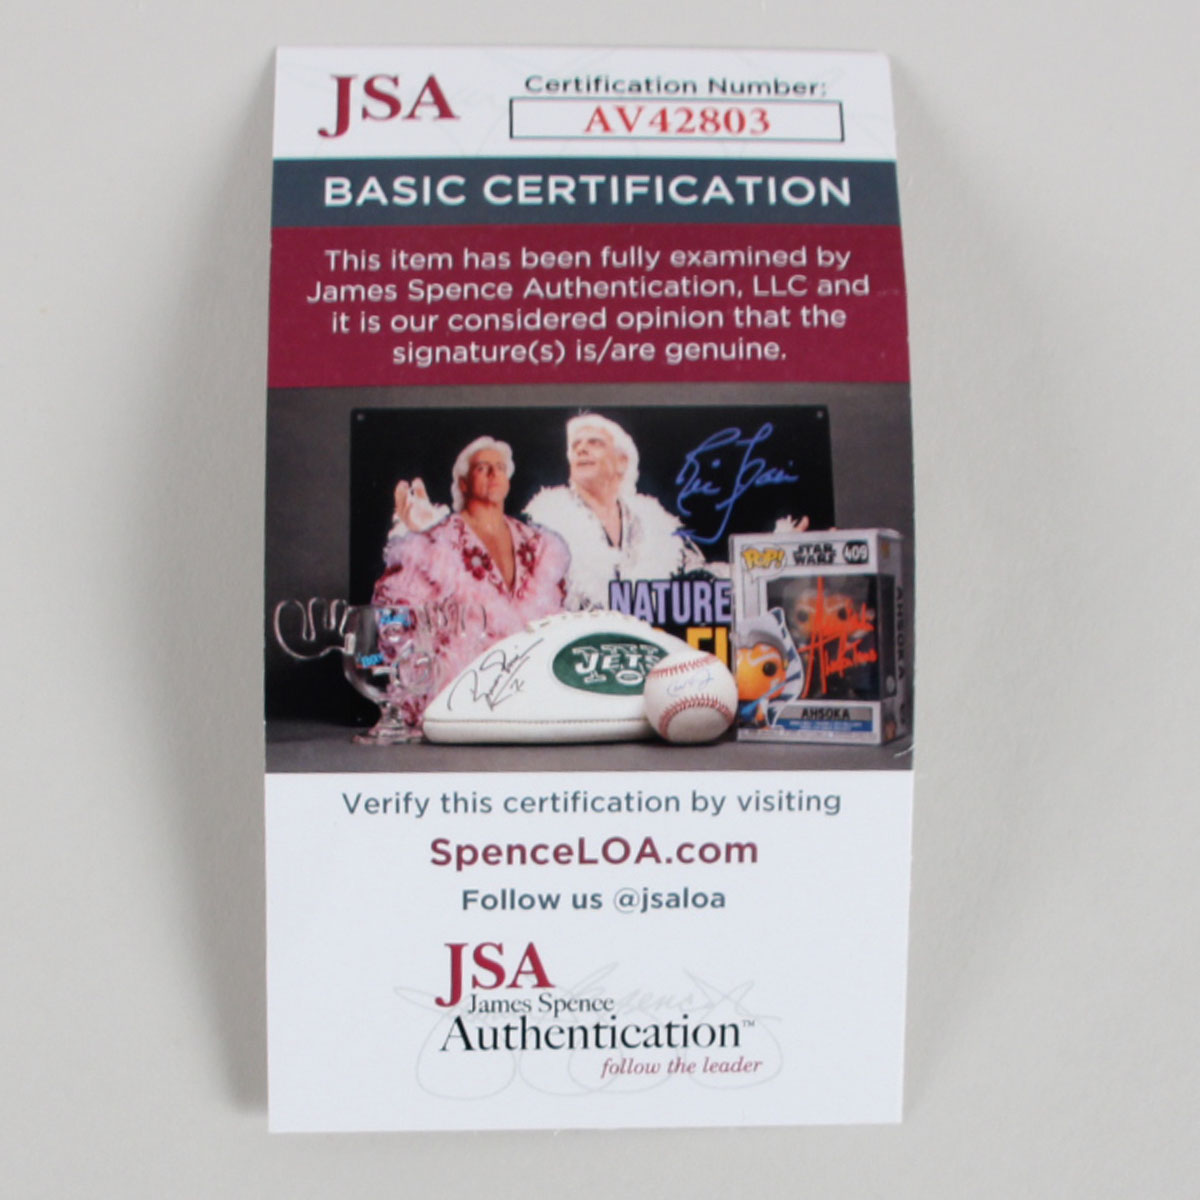 JSA
Certification Number:
AV42803
BASIC CERTIFICATION
This item has been fully examined by
James Spence Authentication, LLC and
it is our considered opinion that the
signature(s) is/are genuine.
NATURE
POP!
STAR
WARS
409
JETS
AHSOKA
AHSOKA
Verify this certification by visiting
SpenceLOA.com
Follow us @jsaloa
JSA
James Spence
Authentication™
follow the leader